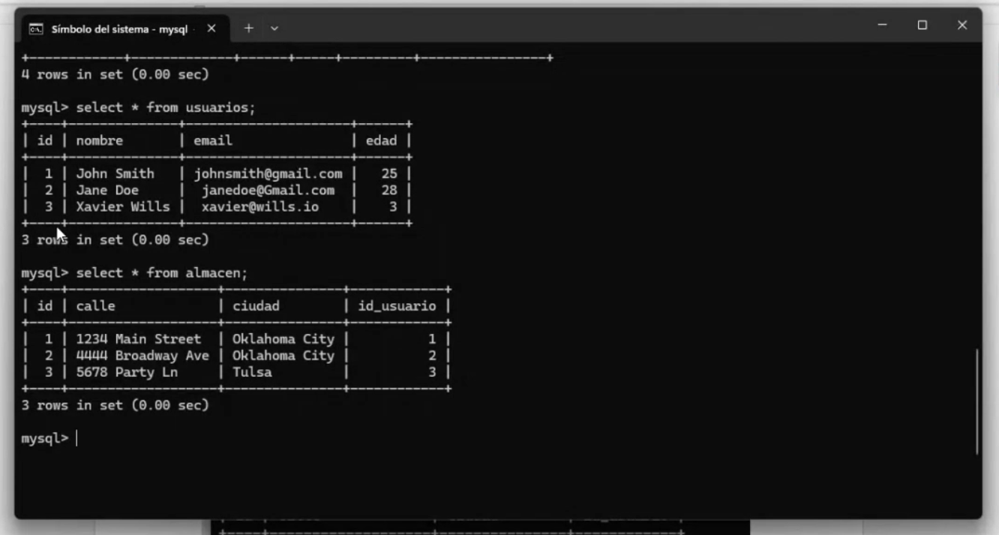 Símbolo del sistema - mysql
4 rows in set (0.00 sec)
mysql> select * from usuarios;
| id | nombre | email | edad |
| 1 | John Smith | johnsmith@gmail.com | 25 |
| 2 | Jane Doe | janedoe@Gmail.com | 28 |
| 3 | Xavier Wills | xavier@wills.io | 3 |
3 rows in set (0.00 sec)
mysql> select * from almacen;
| id | calle | ciudad | id_usuario |
| 1 | 1234 Main Street | Oklahoma City | 1 |
| 2 | 4444 Broadway Ave | Oklahoma City | 2 |
| 3 | 5678 Party Ln | Tulsa | 3 |
3 rows in set (0.00 sec)
mysql>